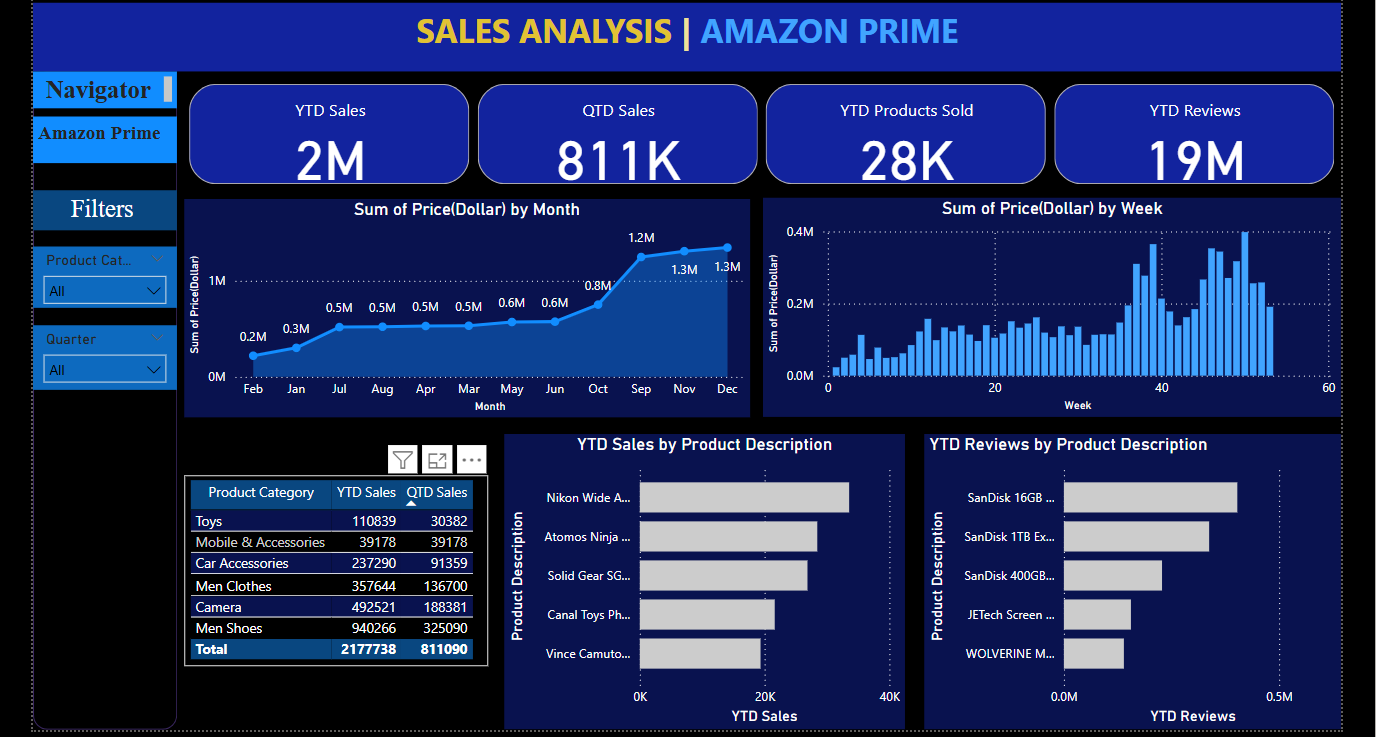 SALES ANALYSIS | AMAZON PRIME
Navigator
Amazon Prime
Filters
Product Cat...
All
Quarter
All
YTD Sales
2M
QTD Sales
811K
YTD Products Sold
28K
YTD Reviews
19M
Sum of Price(Dollar) by Month
Sum of Price(Dollar)
1M
0M
0.2M
0.3M
0.5M
0.5M
0.5M
0.5M
0.6M
0.6M
0.8M
1.2M
1.3M
1.3M
Feb
Jan
Jul
Aug
Apr
Mar
May
Jun
Oct
Sep
Nov
Dec
Month
Sum of Price(Dollar) by Week
Sum of Price(Dollar)
0.4M
0.2M
0.0M
0
20
40
60
Week
Product Category YTD Sales QTD Sales
Toys 110839 30382
Mobile & Accessories 39178 39178
Car Accessories 237290 91359
Men Clothes 357644 136700
Camera 492521 188381
Men Shoes 940266 325090
Total 2177738 811090
YTD Sales by Product Description
Product Description
Nikon Wide A...
Atomos Ninja ...
Solid Gear SG...
Canal Toys Ph...
Vince Camuto...
0K
20K
40K
YTD Sales
YTD Reviews by Product Description
Product Description
SanDisk 16GB ...
SanDisk 1TB Ex...
SanDisk 400GB...
JETech Screen ...
WOLVERINE M...
0.0M
0.5M
YTD Reviews